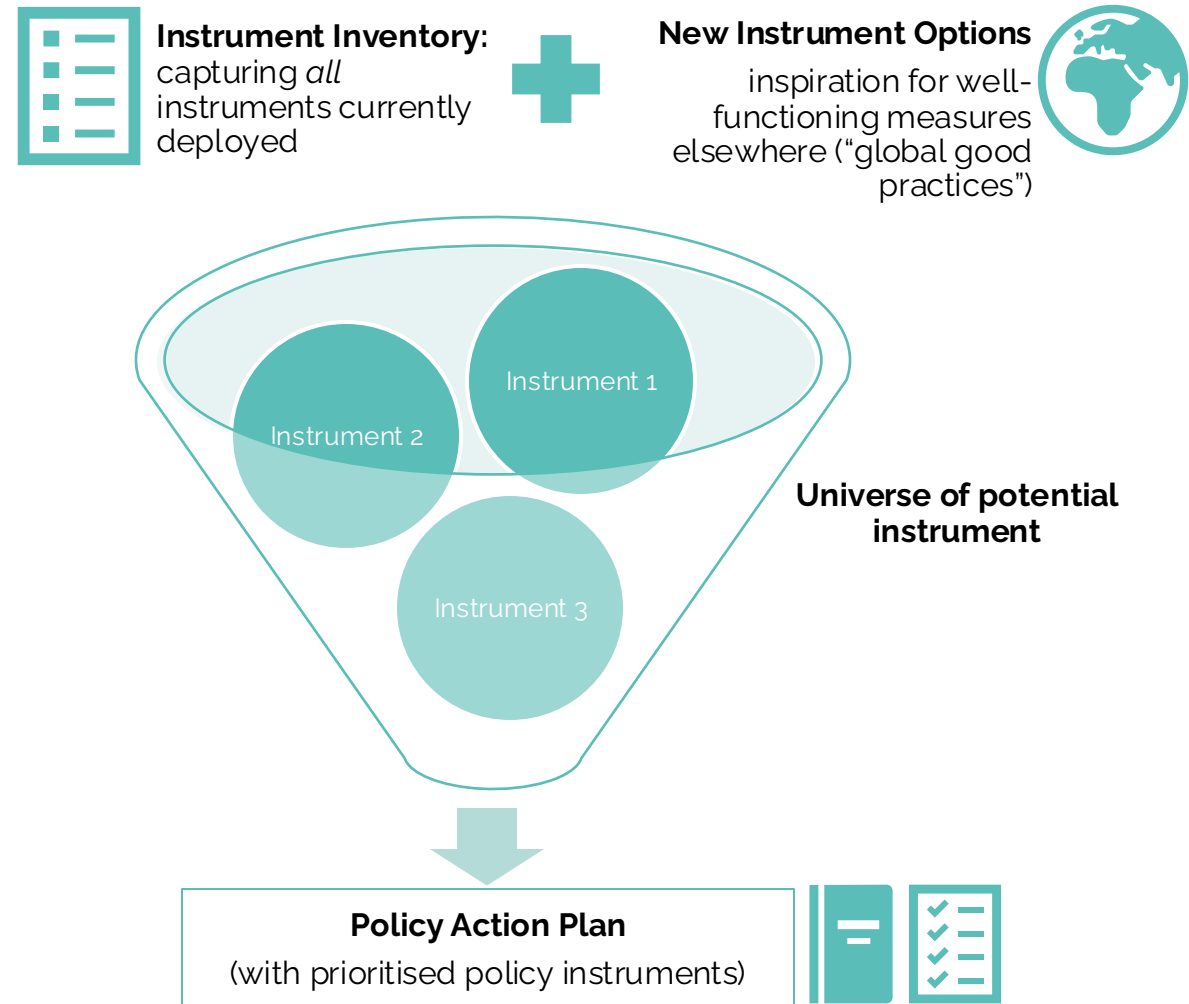 Instrument Inventory:
capturing all
instruments currently
deployed
New Instrument Options
inspiration for well-
functioning measures
elsewhere (“global good
practices”)
Instrument 1
Instrument 2
Universe of potential
instrument
Instrument 3
Policy Action Plan
(with prioritised policy instruments)